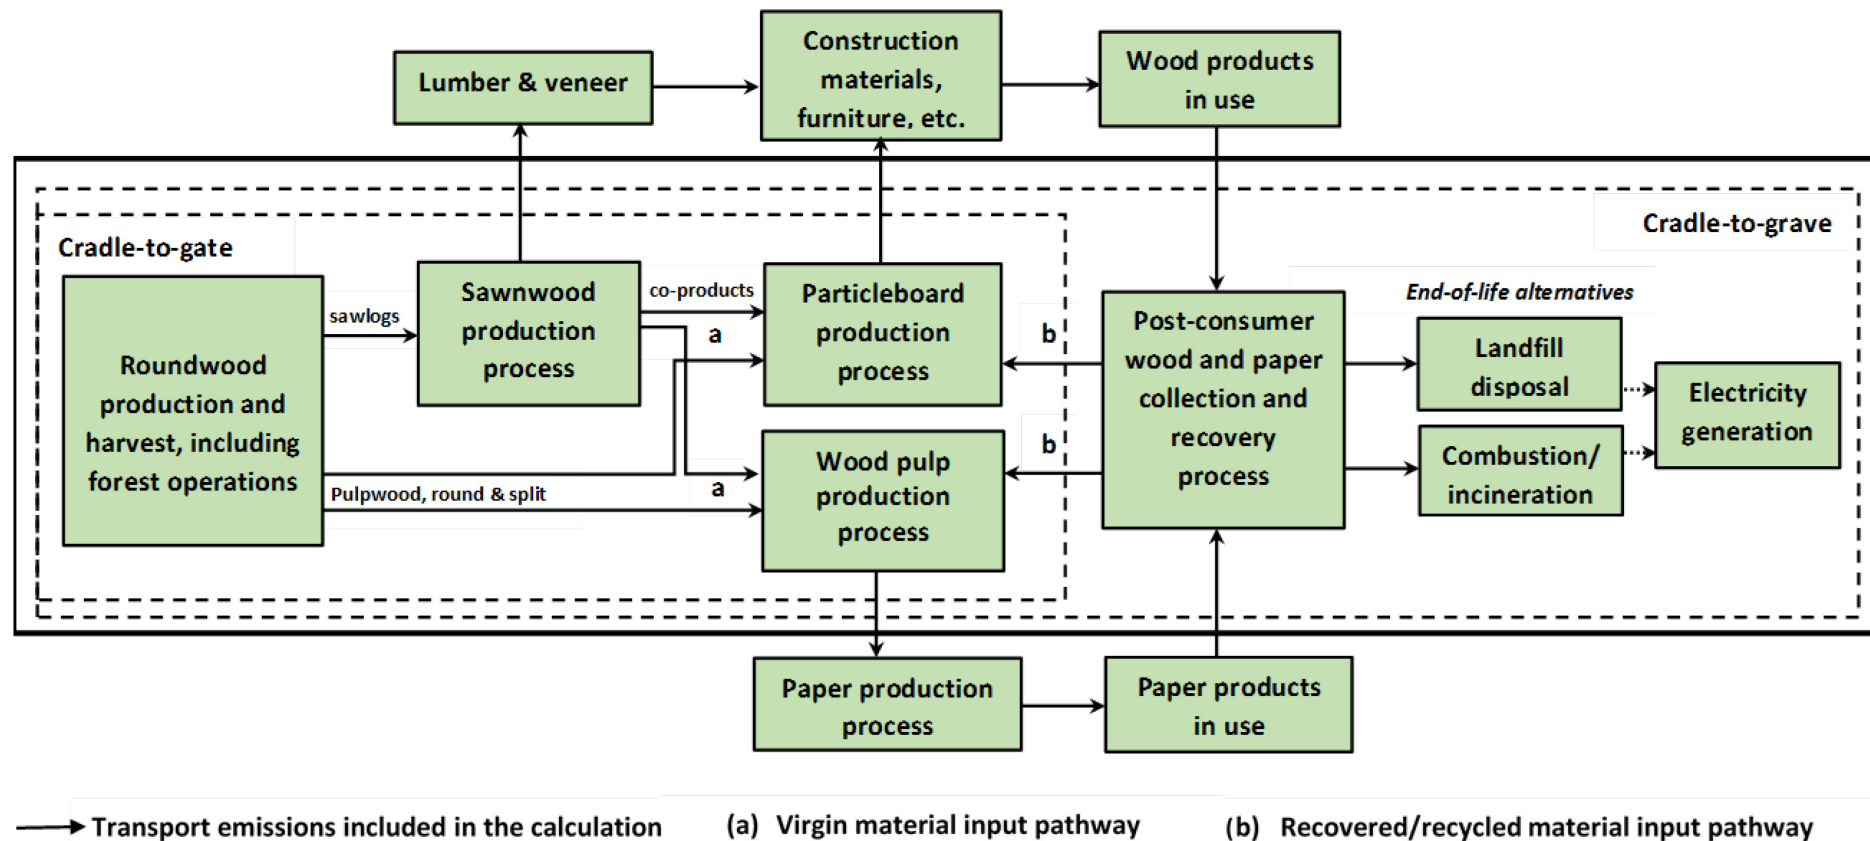 Lumber & veneer
Construction
materials,
furniture, etc.
Wood products
in use
Cradle-to-gate
Cradle-to-grave
Roundwood
production and
harvest, including
forest operations
sawlogs
Sawnwood
production
process
co-products
a
Particleboard
production
process
b
Post-consumer
wood and paper
collection and
recovery
process
End-of-life alternatives
Landfill
disposal
Electricity
generation
Combustion/
incineration
Pulpwood, round & split
a
Wood pulp
production
process
b
Paper production
process
Paper products
in use
Transport emissions included in the calculation
(a) Virgin material input pathway
(b) Recovered/recycled material input pathway